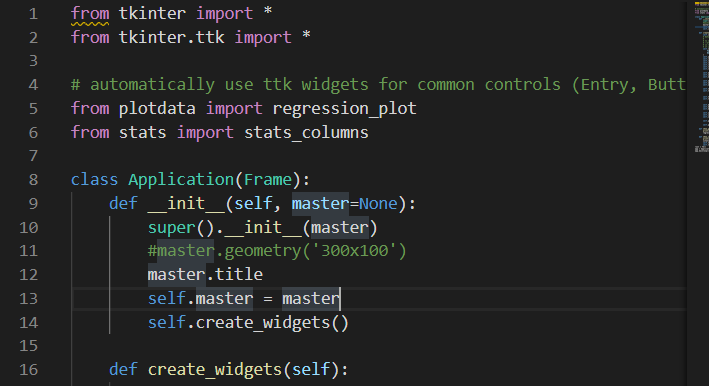 1 from tkinter import *
2 from tkinter.ttk import *
3
4 # automatically use ttk widgets for common controls (Entry, Butt
5 from plotdata import regression_plot
6 from stats import stats_columns
7
8 class Application(Frame):
9 def __init__(self, master=None):
10 super().__init__(master)
11 #master.geometry('300x100')
12 master.title
13 self.master = master
14 self.create_widgets()
15
16 def create_widgets(self):